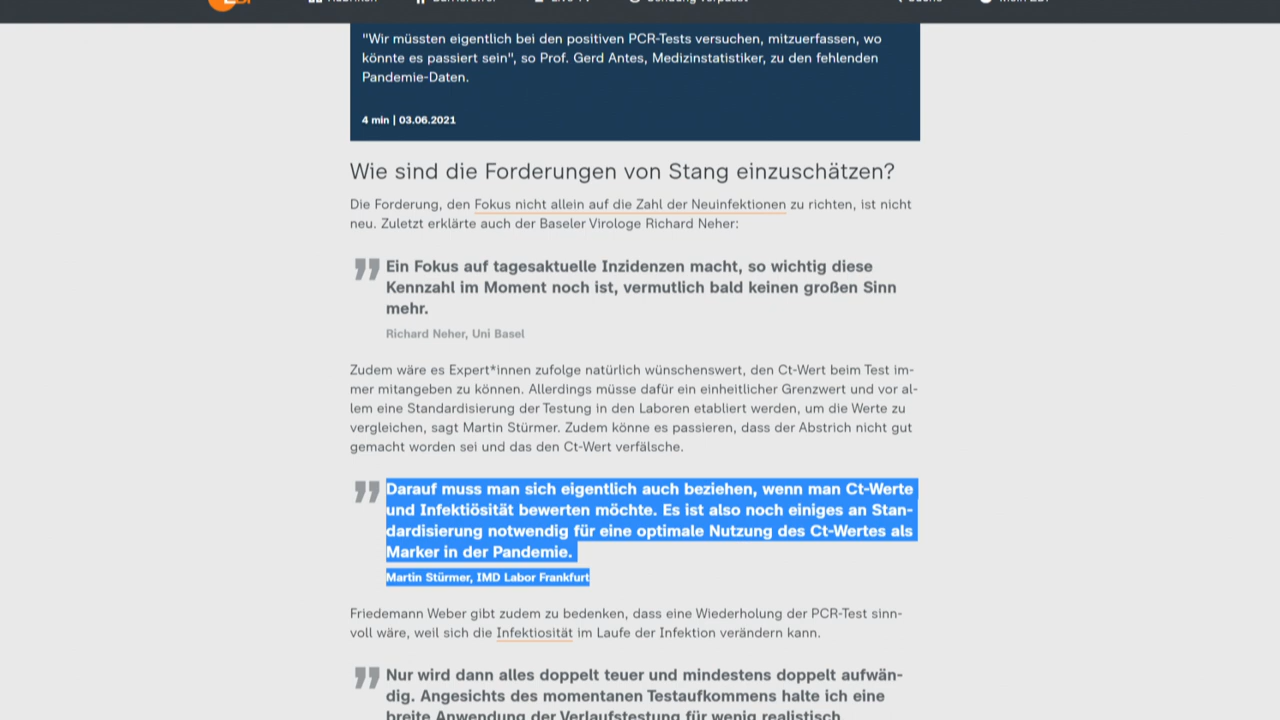 "Wir müssten eigentlich bei den positiven PCR-Tests versuchen, mitzuerfassen, wo
könnte es passiert sein", so Prof. Gerd Antes, Medizinstatistiker, zu den fehlenden
Pandemie-Daten.
4 min | 03.06.2021
Wie sind die Forderungen von Stang einzuschätzen?
Die Forderung, den Fokus nicht allein auf die Zahl der Neuinfektionen zu richten, ist nicht
neu. Zuletzt erklärte auch der Baseler Virologe Richard Neher:
Ein Fokus auf tagesaktuelle Inzidenzen macht, so wichtig diese
Kennzahl im Moment noch ist, vermutlich bald keinen großen Sinn
mehr.
Richard Neher, Uni Basel
Zudem wäre es Expert*innen zufolge natürlich wünschenswert, den Ct-Wert beim Test im-
mer mitangeben zu können. Allerdings müsse dafür ein einheitlicher Grenzwert und vor al-
lem eine Standardisierung der Testung in den Laboren etabliert werden, um die Werte zu
vergleichen, sagt Martin Stürmer. Zudem könne es passieren, dass der Abstrich nicht gut
gemacht worden sei und das den Ct-Wert verfälsche.
Darauf muss man sich eigentlich auch beziehen, wenn man Ct-Werte
und Infektiösität bewerten möchte. Es ist also noch einiges an Stan-
dardisierung notwendig für eine optimale Nutzung des Ct-Wertes als
Marker in der Pandemie.
Martin Stürmer, IMD Labor Frankfurt
Friedemann Weber gibt zudem zu bedenken, dass eine Wiederholung der PCR-Test sinn-
voll wäre, weil sich die Infektiosität im Laufe der Infektion verändern kann.
Nur wird dann alles doppelt teuer und mindestens doppelt aufwän-
dig. Angesichts des momentanen Testaufkommens halte ich eine
breite Anwendung der Verlaufstestung für wenig realistisch.